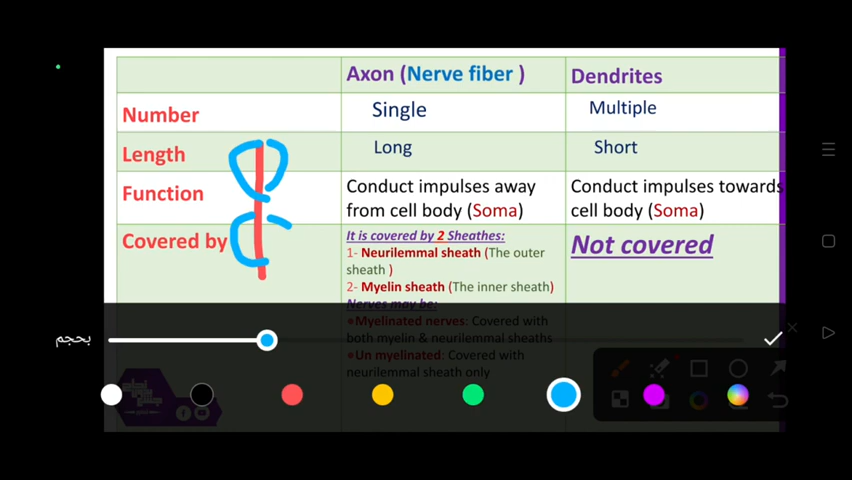 Axon (Nerve fiber ) Dendrites
Number Single Multiple
Length Long Short
Function Conduct impulses away from cell body (Soma) Conduct impulses towards cell body (Soma)
Covered by It is covered by 2 Sheathes: Not covered
1- Neurilemmal sheath (The outer
sheath )
2- Myelin sheath (The inner sheath)
Nerves may be:
Myelinated nerves: Covered with
both myelin & neurilemmal sheaths
Un myelinated: Covered with
neurilemmal sheath only
بحجم